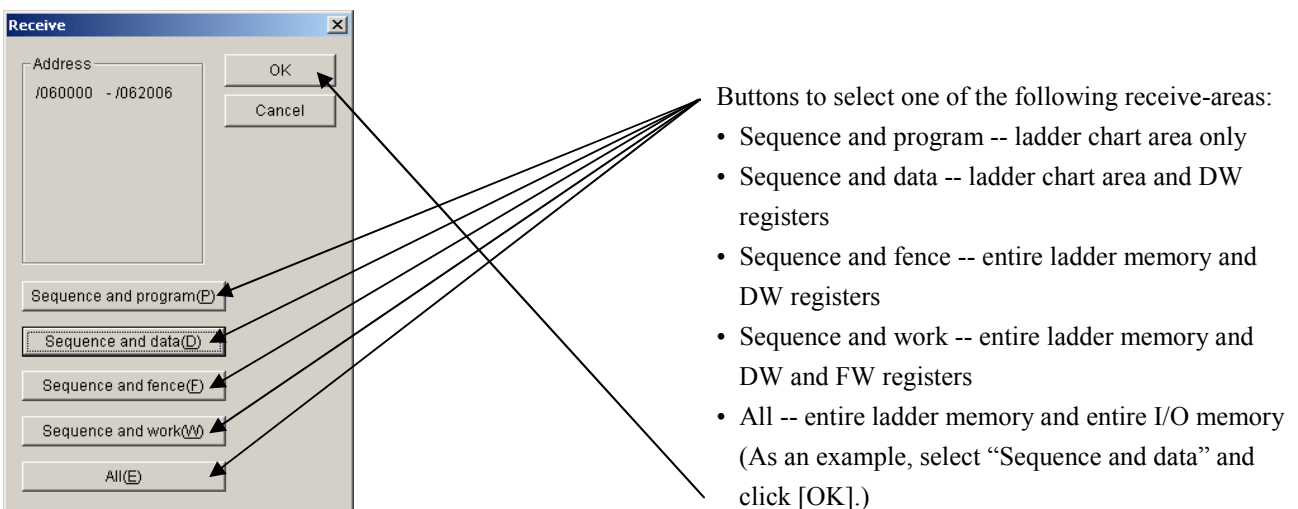 Receive
Address
/060000 - /062006
OK
Cancel
Sequence and program(P)
Sequence and data(D)
Sequence and fence(F)
Sequence and work(W)
All(E)
Buttons to select one of the following receive-areas:
• Sequence and program -- ladder chart area only
• Sequence and data -- ladder chart area and DW
registers
• Sequence and fence -- entire ladder memory and
DW registers
• Sequence and work -- entire ladder memory and
DW and FW registers
• All -- entire ladder memory and entire I/O memory
(As an example, select “Sequence and data” and
click [OK].)